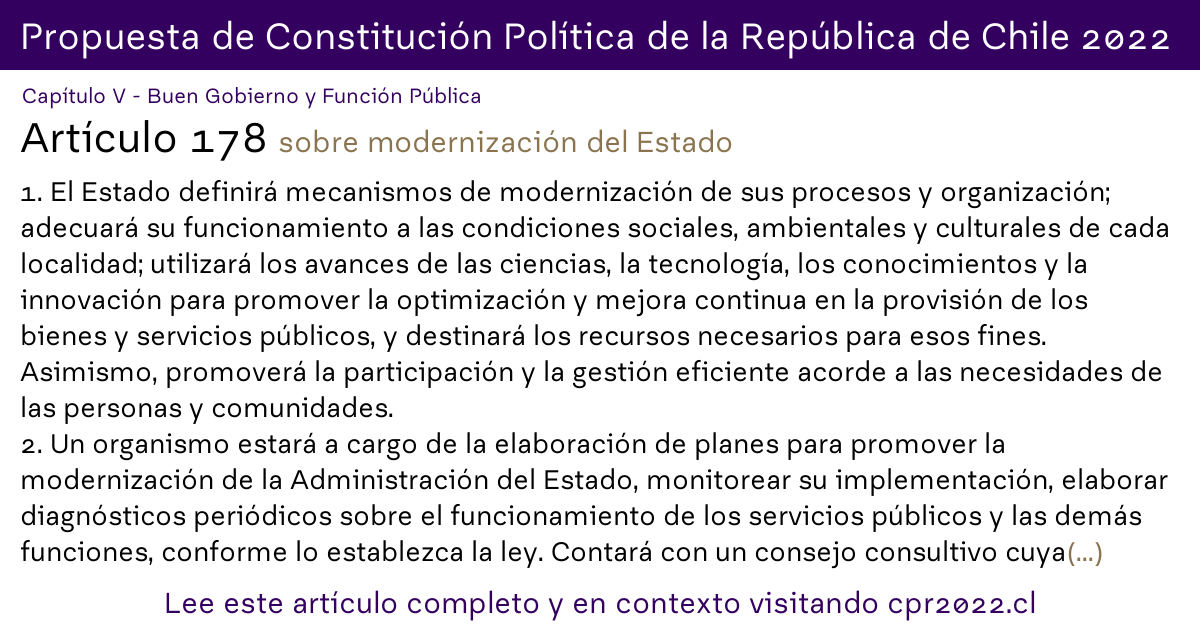 Propuesta de Constitución Política de la República de Chile 2022
Capítulo V - Buen Gobierno y Función Pública
Artículo 178 sobre modernización del Estado
1. El Estado definirá mecanismos de modernización de sus procesos y organización;
adecuará su funcionamiento a las condiciones sociales, ambientales y culturales de cada
localidad; utilizará los avances de las ciencias, la tecnología, los conocimientos y la
innovación para promover la optimización y mejora continua en la provisión de los
bienes y servicios públicos, y destinará los recursos necesarios para esos fines.
Asimismo, promoverá la participación y la gestión eficiente acorde a las necesidades de
las personas y comunidades.
2. Un organismo estará a cargo de la elaboración de planes para promover la
modernización de la Administración del Estado, monitorear su implementación, elaborar
diagnósticos periódicos sobre el funcionamiento de los servicios públicos y las demás
funciones, conforme lo establezca la ley. Contará con un consejo consultivo cuya(...)
Lee este artículo completo y en contexto visitando cpr2022.cl